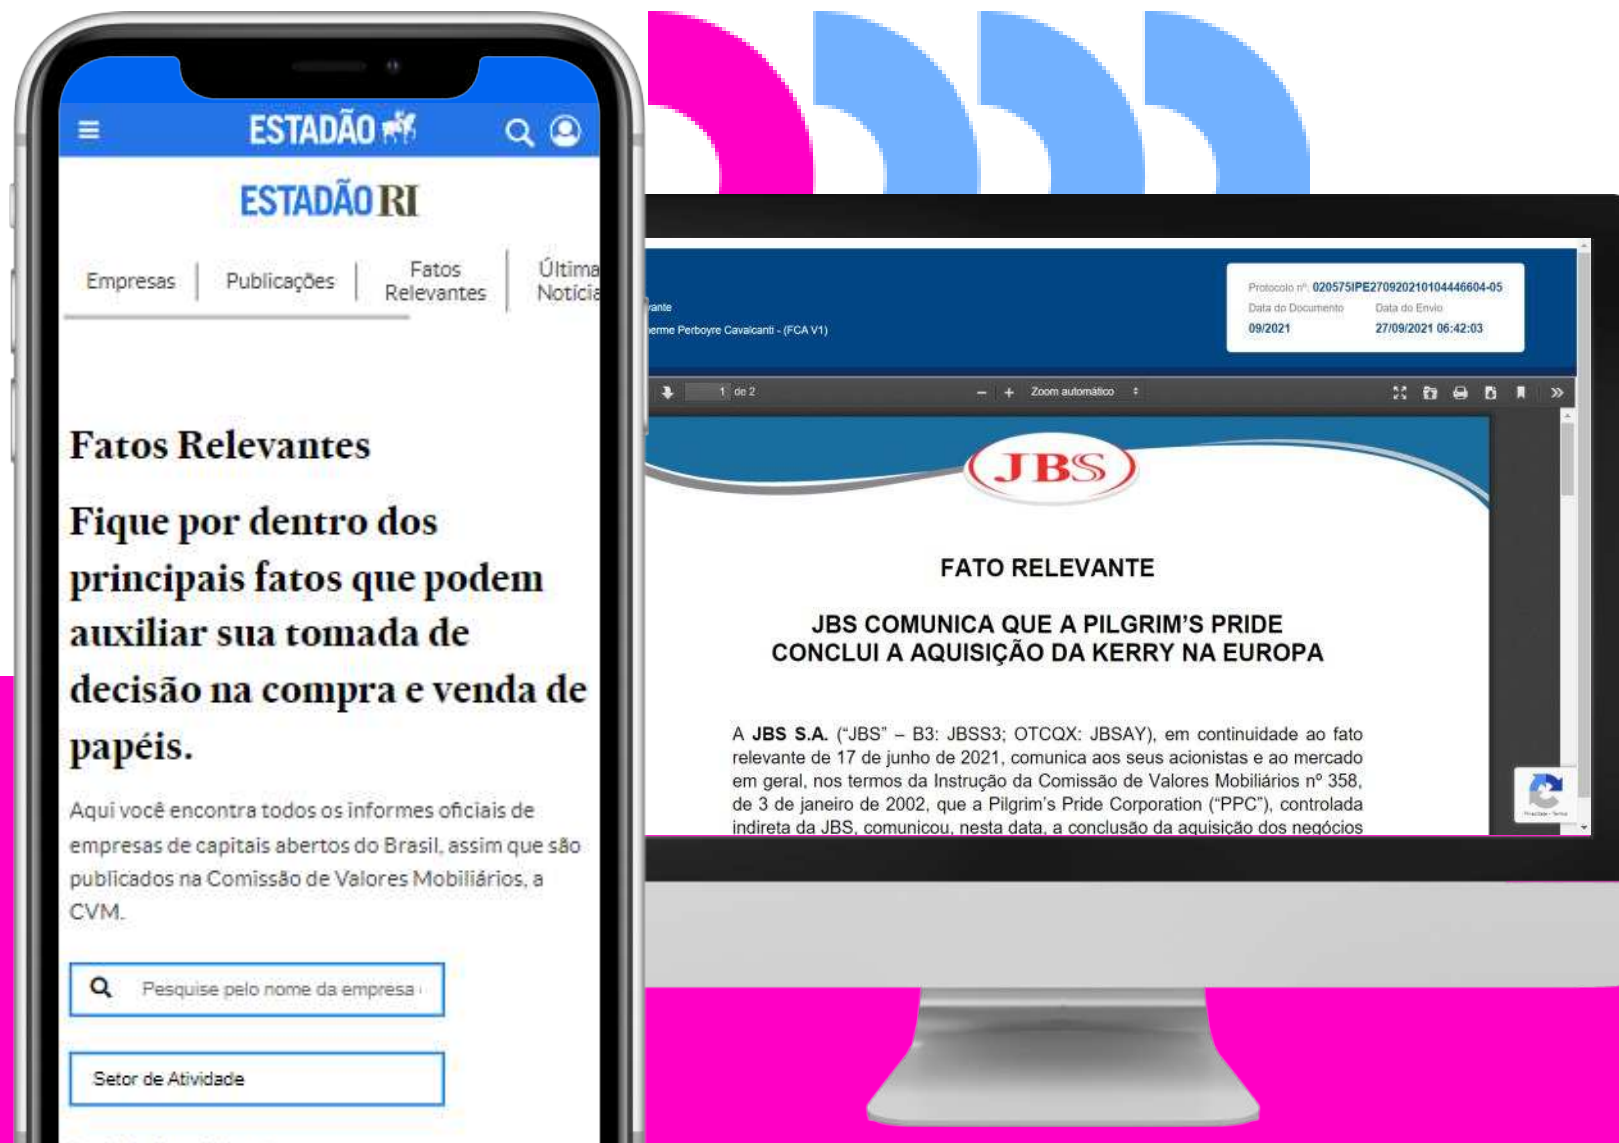 ESTADÃO
ESTADÃO RI
Empresas
Publicações
Fatos
Relevantes
Última
Notícia
Fatos Relevantes
Fique por dentro dos
principais fatos que podem
auxiliar sua tomada de
decisão na compra e venda de
papéis.
Aqui você encontra todos os informes oficiais de
empresas de capitais abertos do Brasil, assim que são
publicados na Comissão de Valores Mobiliários, a
CVM.
Pesquise pelo nome da empresa
Setor de Atividade
vante
erme Perboyre Cavalcanti - (FCA V1)
Protocolo nº: 020575IPE270920210104446604-05
Data do Documento Data do Envio
09/2021 27/09/2021 06:42:03
1 de 2
Zoom automático
JBS
FATO RELEVANTE
JBS COMUNICA QUE A PILGRIM'S PRIDE
CONCLUI A AQUISIÇÃO DA KERRY NA EUROPA
A JBS S.A. (“JBS” – B3: JBSS3; OTCQX: JBSAY), em continuidade ao fato
relevante de 17 de junho de 2021, comunica aos seus acionistas e ao mercado
em geral, nos termos da Instrução da Comissão de Valores Mobiliários nº 358,
de 3 de janeiro de 2002, que a Pilgrim's Pride Corporation (“PPC”), controlada
indireta da JBS, comunicou, nesta data, a conclusão da aquisição dos negócios